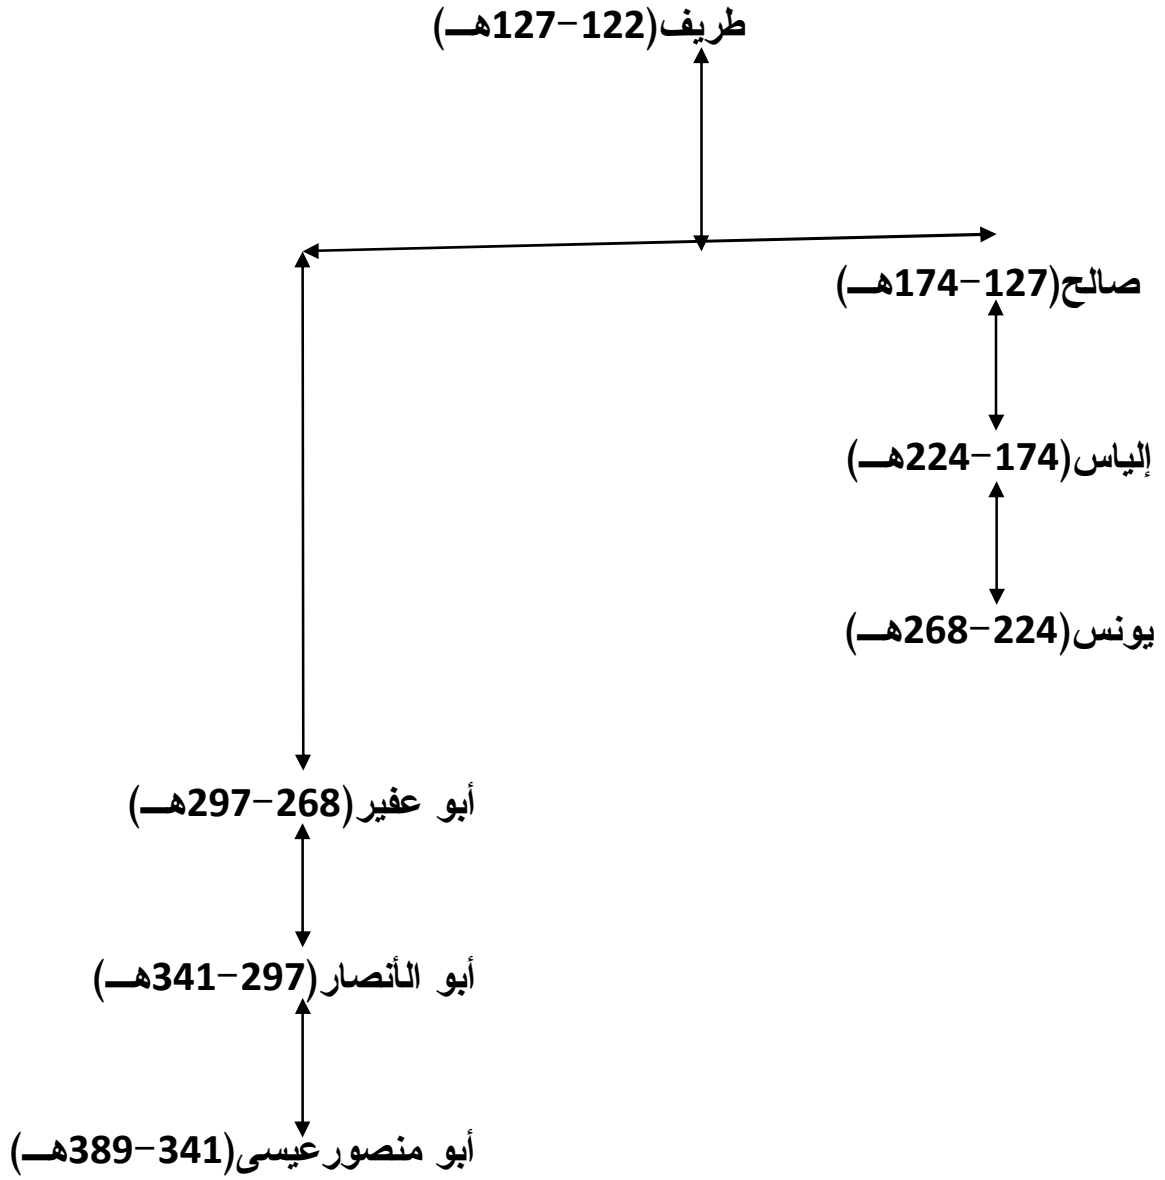 طريف(122-127هـ)
صالح(127-174هـ)
إلياس(174-224هـ)
يونس(224-268هـ)
أبو عفير(268-297هـ)
أبو الأنصار(297-341هـ)
أبو منصور عيسى(341-389هـ)